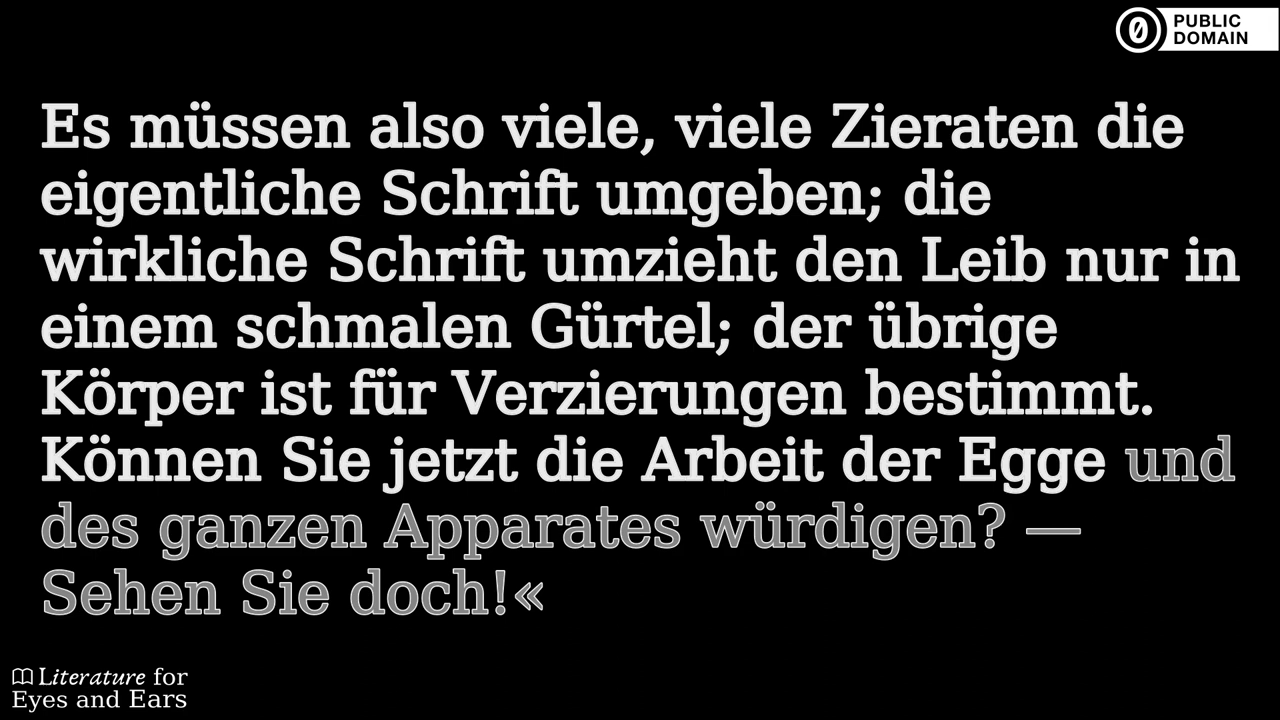 PUBLIC
DOMAIN
Es müssen also viele, viele Zieraten die
eigentliche Schrift umgeben; die
wirkliche Schrift umzieht den Leib nur in
einem schmalen Gürtel; der übrige
Körper ist für Verzierungen bestimmt.
Können Sie jetzt die Arbeit der Egge und
des ganzen Apparates würdigen? —
Sehen Sie doch!«
Literature for
Eyes and Ears